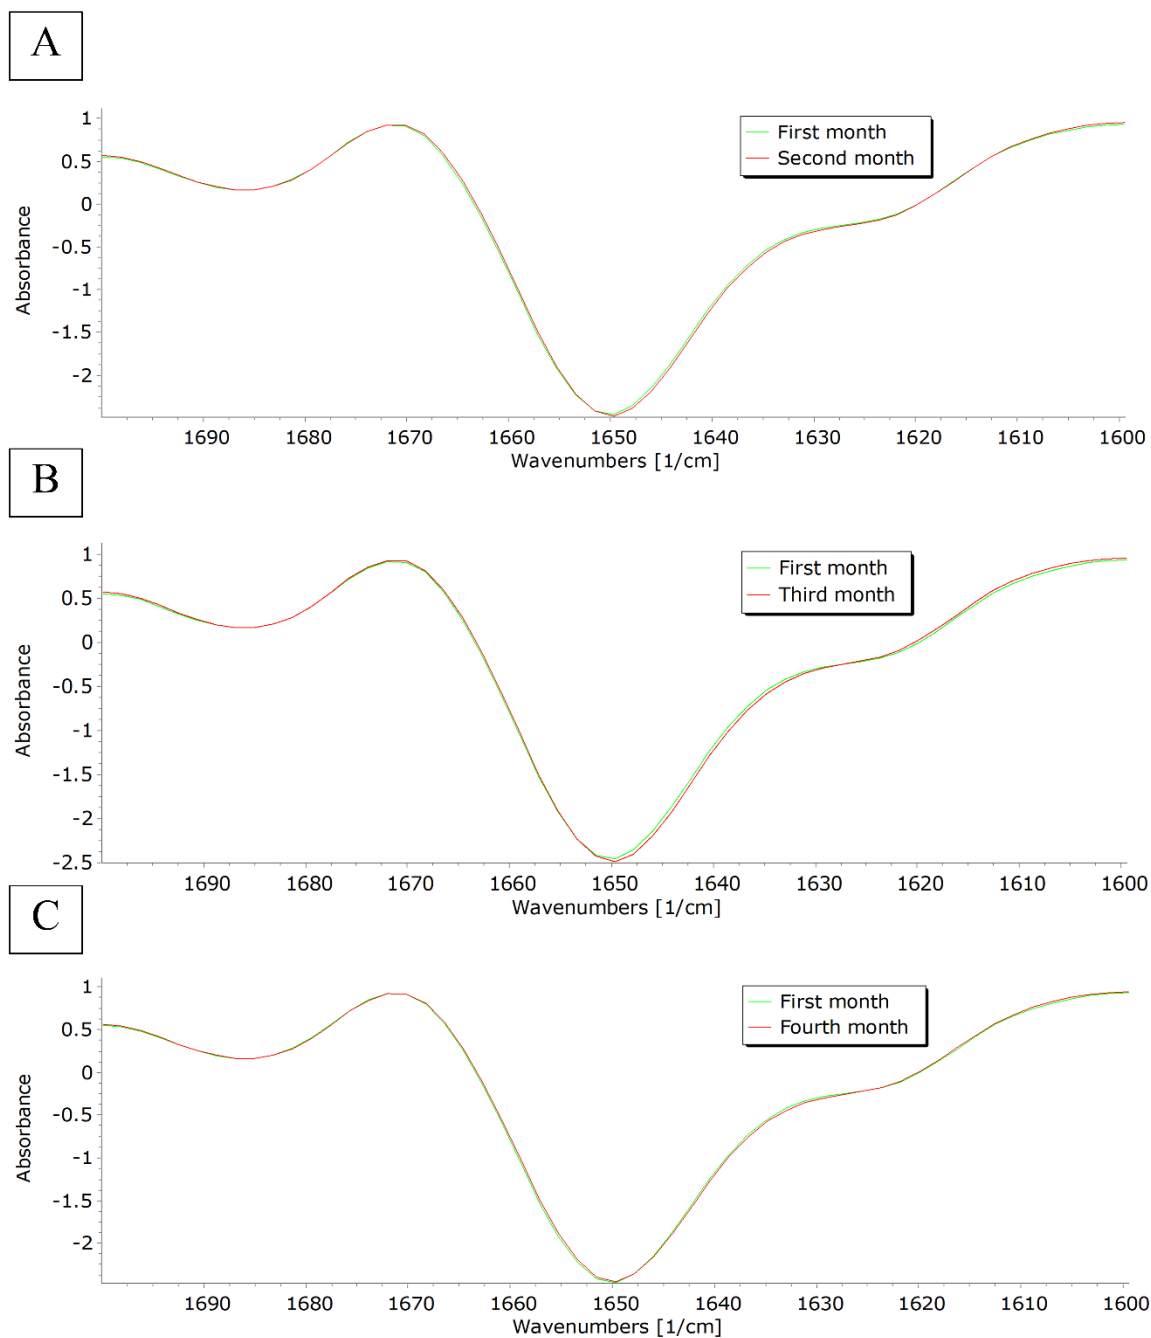 A
1
0.5
0
-0.5
-1
-1.5
-2
Absorbance
First month
Second month
1690 1680 1670 1660 1650 1640 1630 1620 1610 1600
Wavenumbers [1/cm]
B
1
0.5
0
-0.5
-1
-1.5
-2
-2.5
Absorbance
First month
Third month
1690 1680 1670 1660 1650 1640 1630 1620 1610 1600
Wavenumbers [1/cm]
C
1
0.5
0
-0.5
-1
-1.5
-2
Absorbance
First month
Fourth month
1690 1680 1670 1660 1650 1640 1630 1620 1610 1600
Wavenumbers [1/cm]